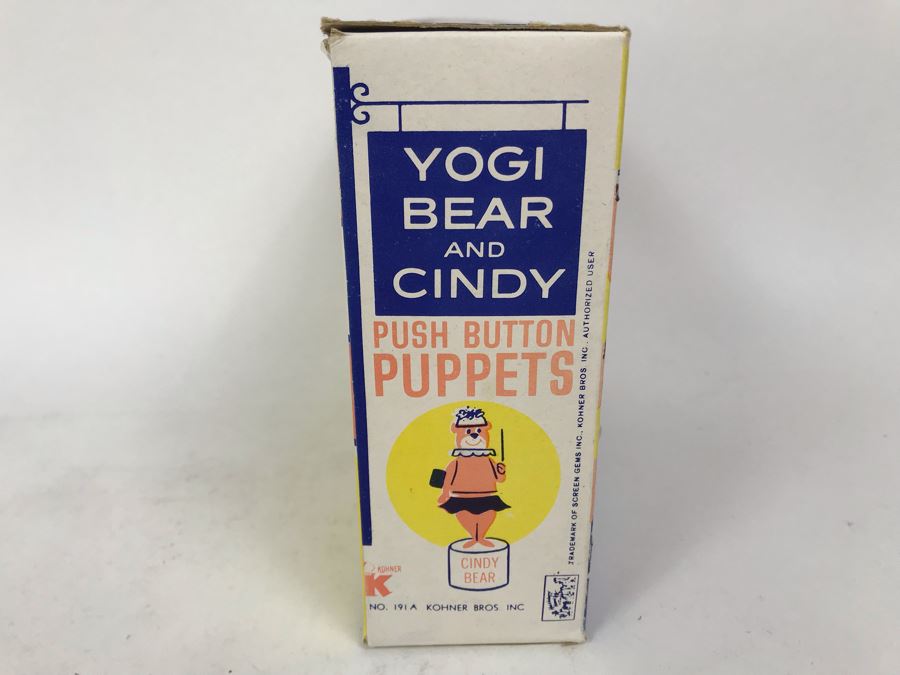 YOGI
BEAR
AND
CINDY
PUSH BUTTON
PUPPETS
CINDY
BEAR
KOHNER
K
NO. 191A KOHNER BROS. INC
TRADEMARK OF SCREEN GEMS INC., KOHNER BROS. INC. AUTHORIZED USER